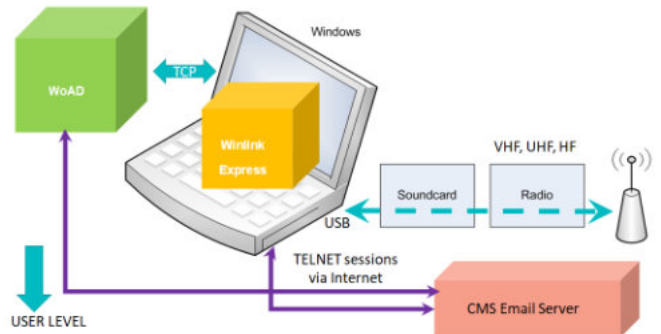 Windows
WoAD
TCP
Winlink
Express
VHF, UHF, HF
Soundcard
Radio
USB
TELNET sessions
via Internet
CMS Email Server
USER LEVEL